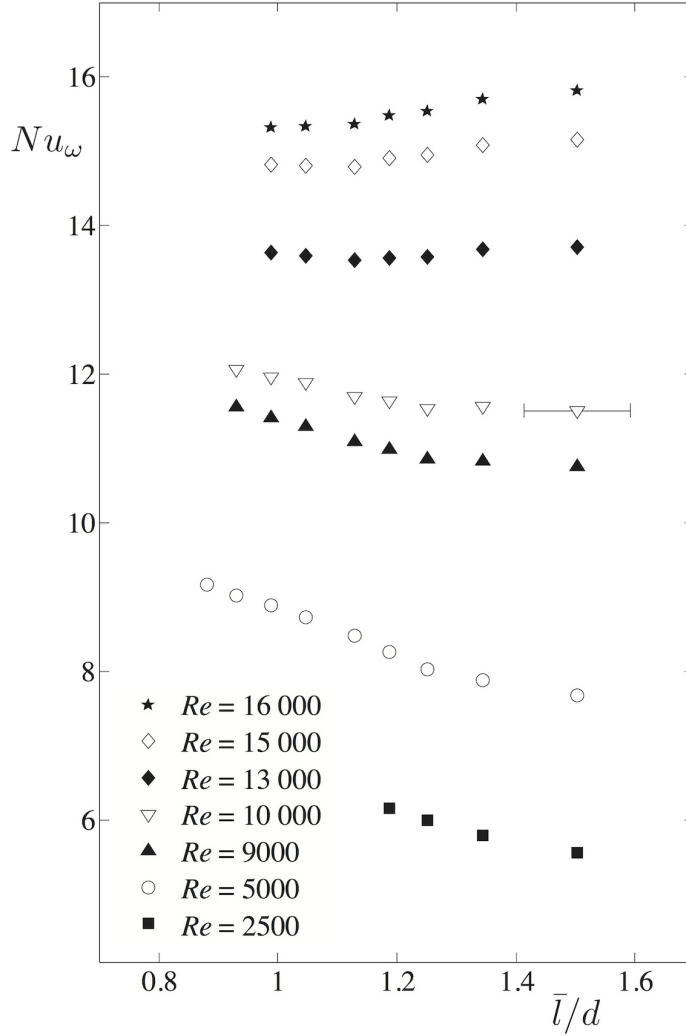 16
Nu_ω
14
12
10
8
6
★ Re = 16 000
◇ Re = 15 000
◆ Re = 13 000
▽ Re = 10 000
▲ Re = 9000
○ Re = 5000
■ Re = 2500
0.8 1 1.2 1.4 1.6
l̄/d